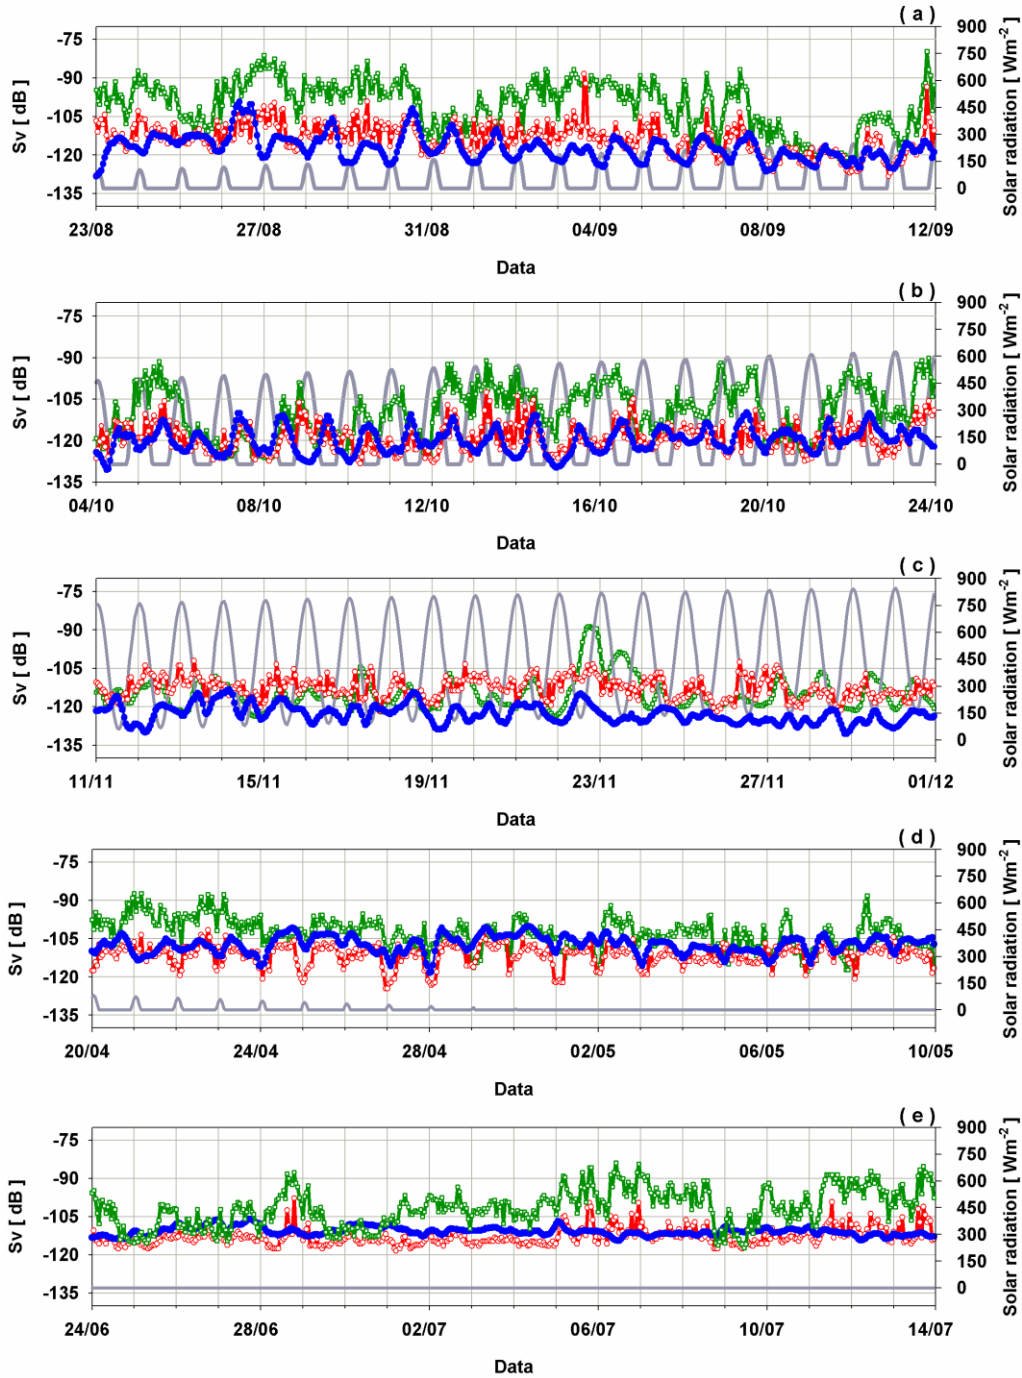 ( a )
-75
-90
-105
-120
-135
Sv [ dB ]
900
750
600
450
300
150
0
Solar radiation [ Wm-2 ]
23/08 27/08 31/08 04/09 08/09 12/09
Data
( b )
-75
-90
-105
-120
-135
Sv [ dB ]
900
750
600
450
300
150
0
Solar radiation [ Wm-2 ]
04/10 08/10 12/10 16/10 20/10 24/10
Data
( c )
-75
-90
-105
-120
-135
Sv [ dB ]
900
750
600
450
300
150
0
Solar radiation [ Wm-2 ]
11/11 15/11 19/11 23/11 27/11 01/12
Data
( d )
-75
-90
-105
-120
-135
Sv [ dB ]
900
750
600
450
300
150
0
Solar radiation [ Wm-2 ]
20/04 24/04 28/04 02/05 06/05 10/05
Data
( e )
-75
-90
-105
-120
-135
Sv [ dB ]
900
750
600
450
300
150
0
Solar radiation [ Wm-2 ]
24/06 28/06 02/07 06/07 10/07 14/07
Data